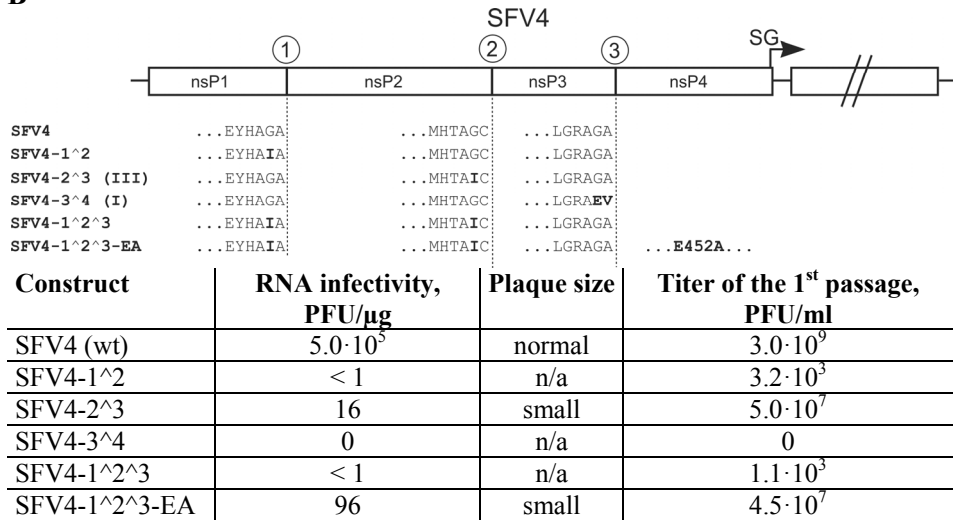 B
SFV4
1 2 3 SG
nsP1 nsP2 nsP3 nsP4
SFV4 ...EYHAGA ...MHTAGC ...LGRAGA
SFV4-1^2 ...EYHAIA ...MHTAGC ...LGRAGA
SFV4-2^3 (III) ...EYHAGA ...MHTAIC ...LGRAGA
SFV4-3^4 (I) ...EYHAGA ...MHTAGC ...LGRAEV
SFV4-1^2^3 ...EYHAIA ...MHTAIC ...LGRAGA
SFV4-1^2^3-EA ...EYHAIA ...MHTAIC ...LGRAGA ...E452A...
Construct RNA infectivity, Plaque size Titer of the 1st passage,
PFU/µg PFU/ml
SFV4 (wt) 5.0·10^5 normal 3.0·10^9
SFV4-1^2 < 1 n/a 3.2·10^3
SFV4-2^3 16 small 5.0·10^7
SFV4-3^4 0 n/a 0
SFV4-1^2^3 < 1 n/a 1.1·10^3
SFV4-1^2^3-EA 96 small 4.5·10^7